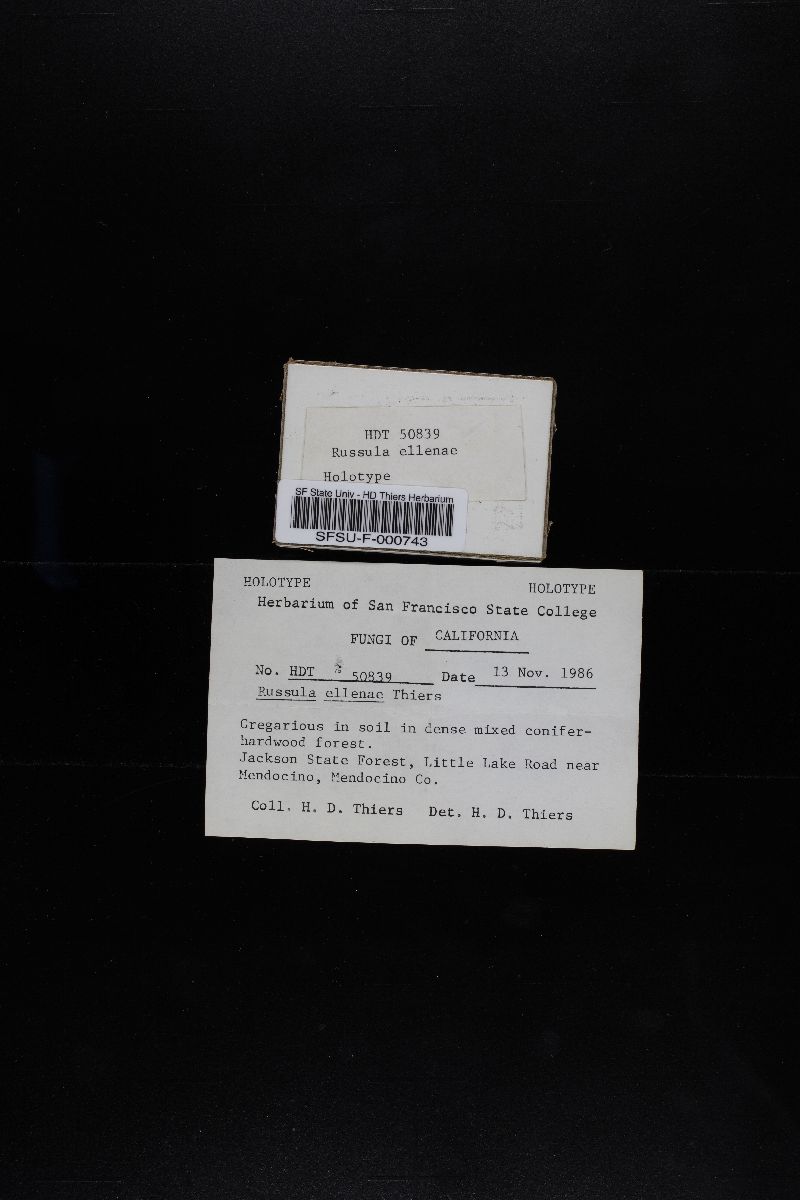 HDT 50839
Russula ellenae
Holotype
SF State Univ - HD Thiers Herbarium
SFSU-F-000743
HOLOTYPE HOLOTYPE
Herbarium of San Francisco State College
FUNGI OF CALIFORNIA
No. HDT 50839 Date 13 Nov. 1986
Russula ellenae Thiers
Gregarious in soil in dense mixed conifer-
hardwood forest.
Jackson State Forest, Little Lake Road near
Mendocino, Mendocino Co.
Coll. H. D. Thiers Det. H. D. Thiers